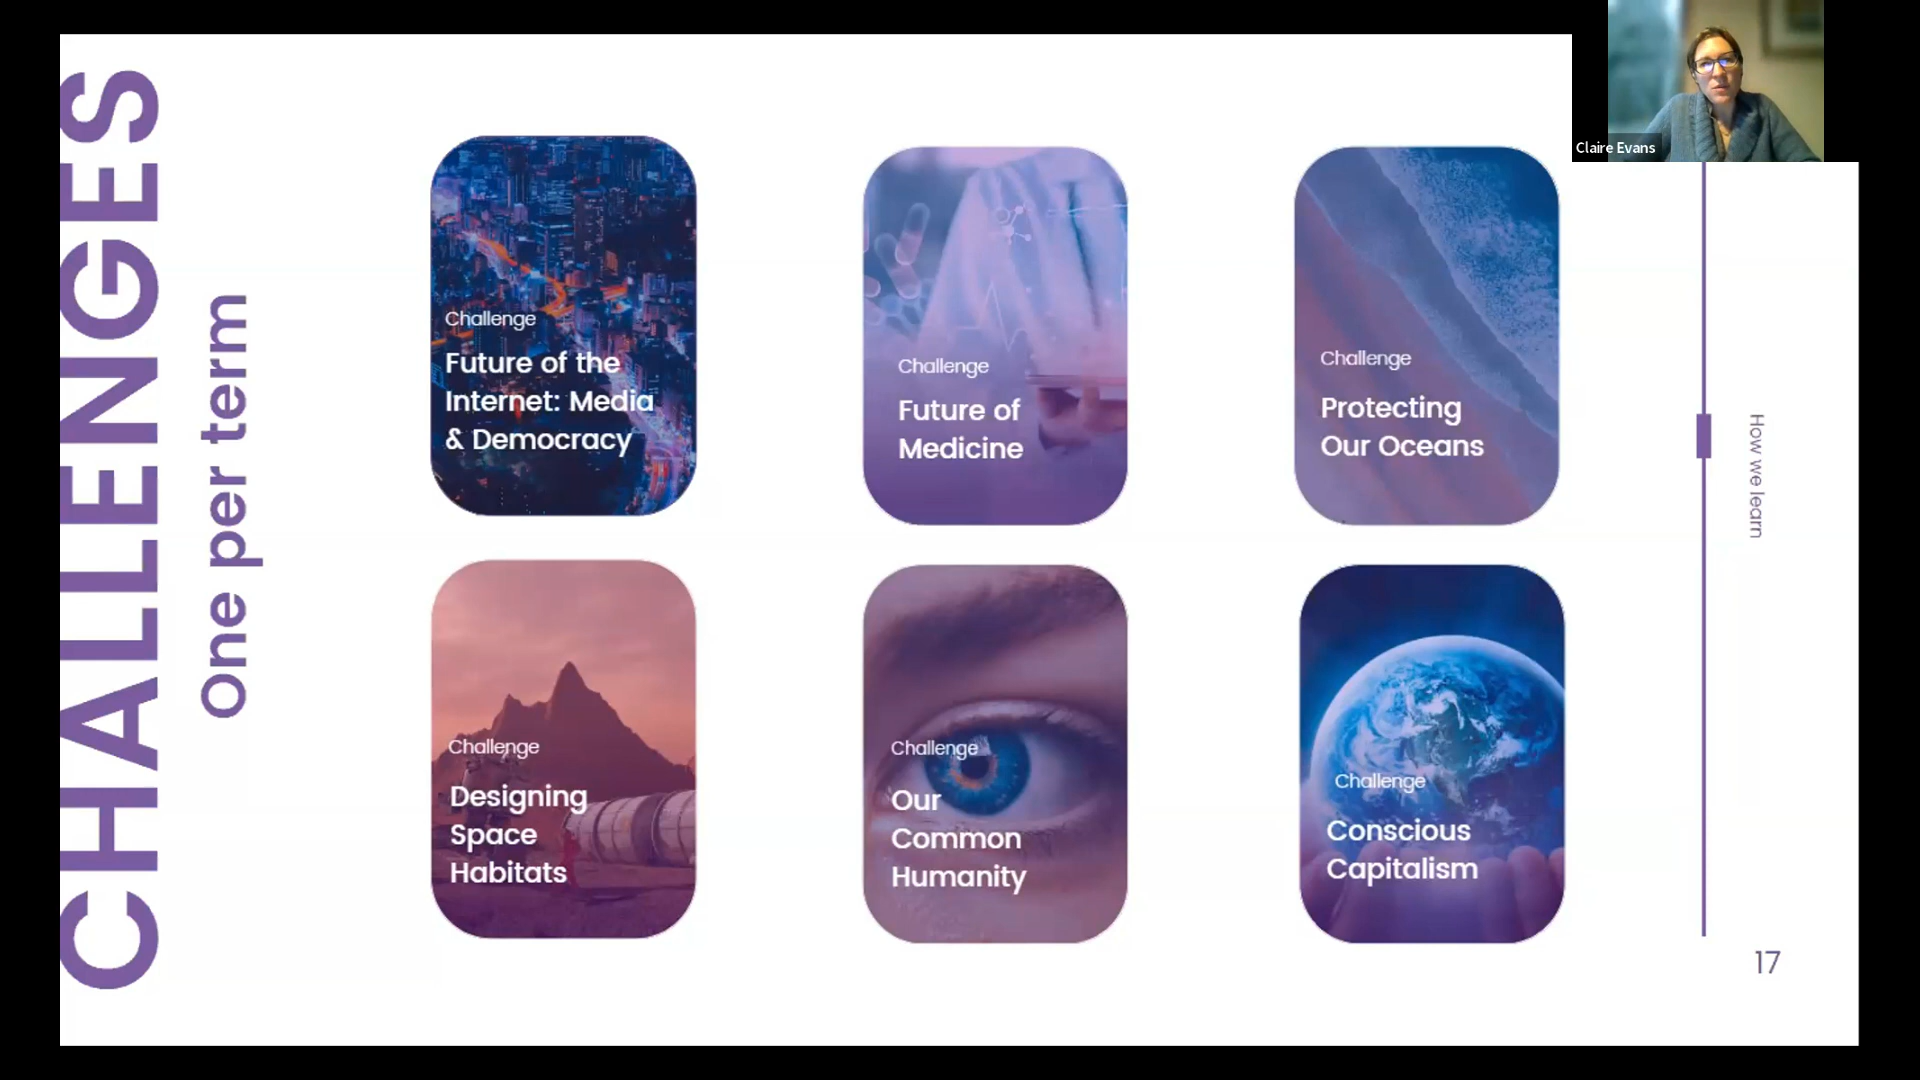 CHALLENGES
One per term
Challenge
Future of the
Internet: Media
& Democracy
Challenge
Future of
Medicine
Challenge
Protecting
Our Oceans
Challenge
Designing
Space
Habitats
Challenge
Our
Common
Humanity
Challenge
Conscious
Capitalism
Claire Evans
How we learn
17